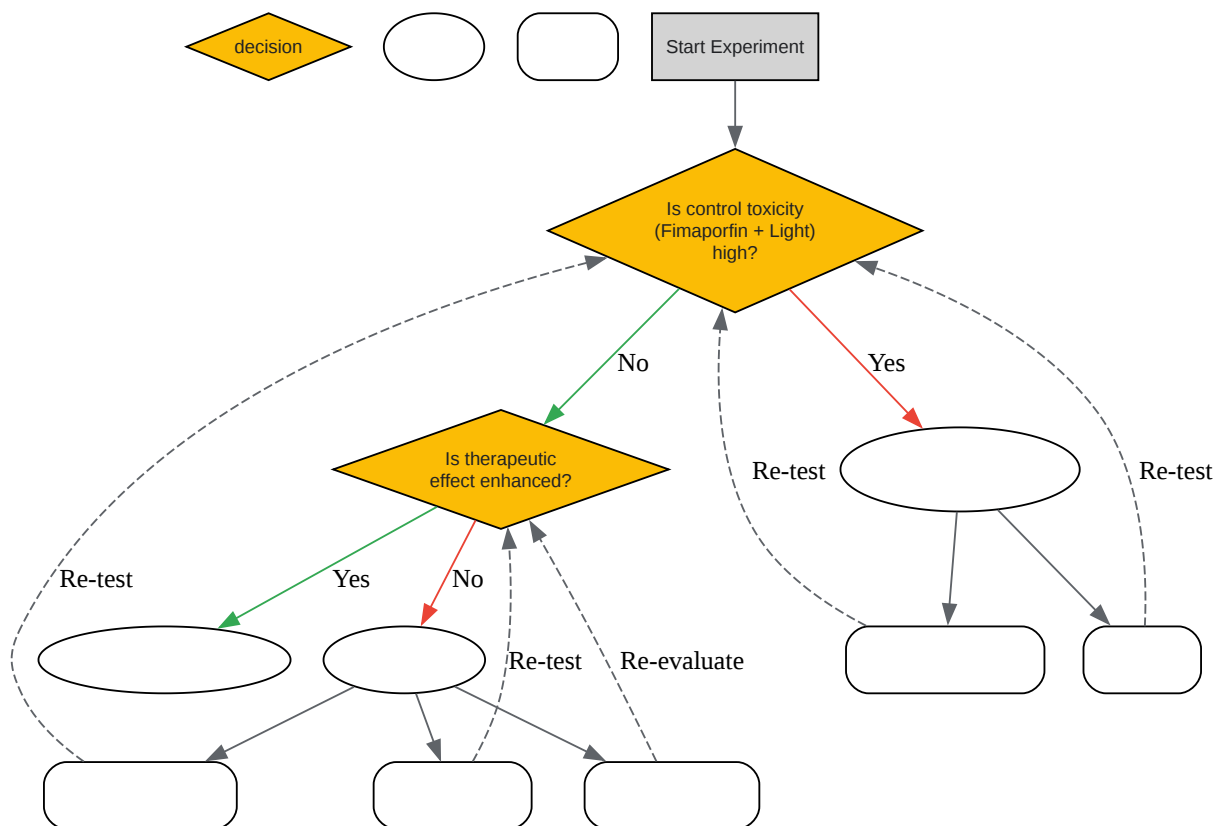 decision
Start Experiment
Is control toxicity
(Fimaporfin + Light)
high?
No
Yes
Is therapeutic
effect enhanced?
Re-test
Re-test
Re-test
Yes
No
Re-test
Re-evaluate